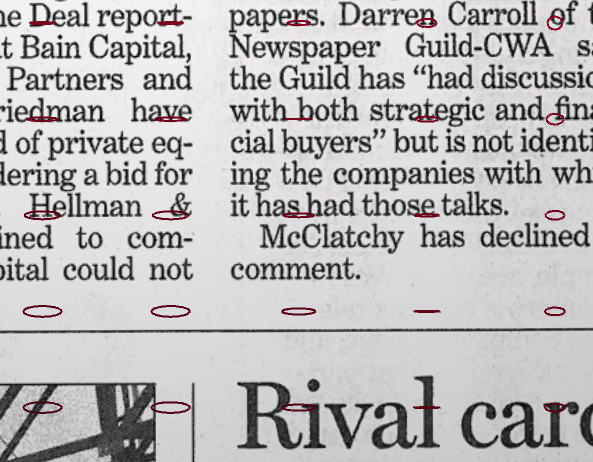 ne Deal report-
t Bain Capital,
Partners and
riedman have
d of private eq-
dering a bid for
Hellman &
ined to com-
pital could not
papers. Darren Carroll of t
Newspaper Guild-CWA sa
the Guild has “had discussio
with both strategic and fina
cial buyers” but is not identi
ing the companies with wh
it has had those talks.
McClatchy has declined
comment.
Rival card